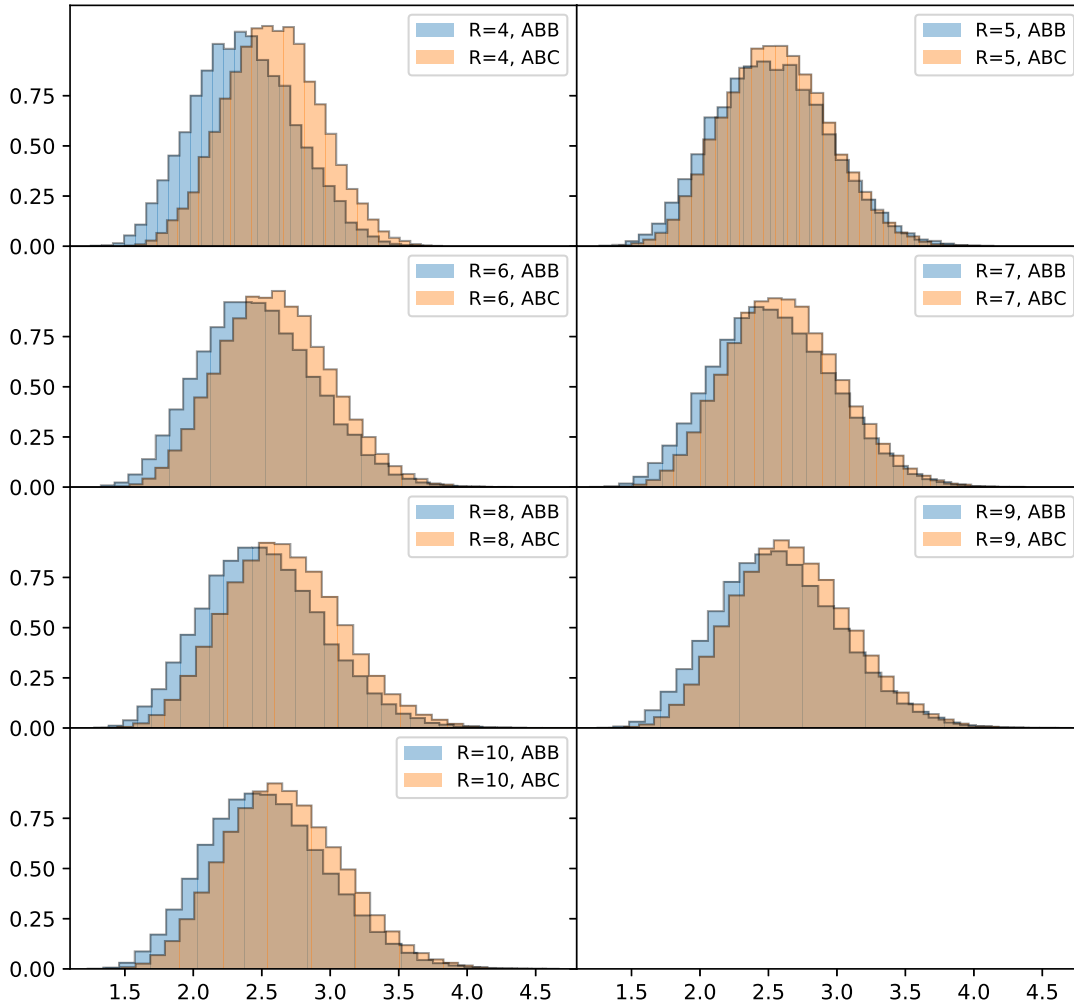 R=4, ABB
R=4, ABC
0.75
0.50
0.25
0.00
R=5, ABB
R=5, ABC
R=6, ABB
R=6, ABC
0.75
0.50
0.25
0.00
R=7, ABB
R=7, ABC
R=8, ABB
R=8, ABC
0.75
0.50
0.25
0.00
R=9, ABB
R=9, ABC
R=10, ABB
R=10, ABC
0.75
0.50
0.25
0.00
1.5 2.0 2.5 3.0 3.5 4.0 4.5
1.5 2.0 2.5 3.0 3.5 4.0 4.5